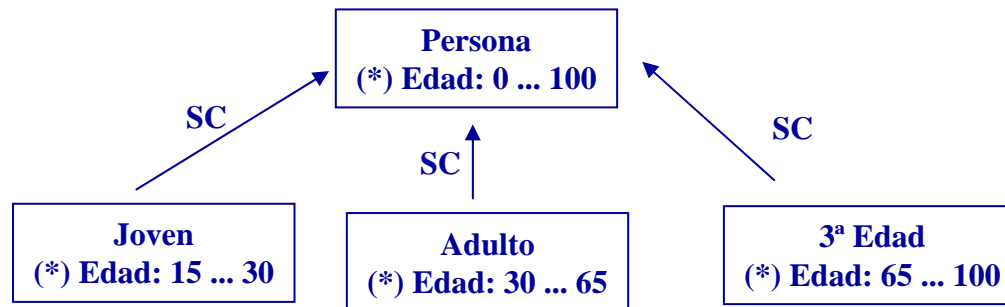 Persona
(*) Edad: 0 ... 100
SC
SC
SC
Joven
(*) Edad: 15 ... 30
Adulto
(*) Edad: 30 ... 65
3ª Edad
(*) Edad: 65 ... 100